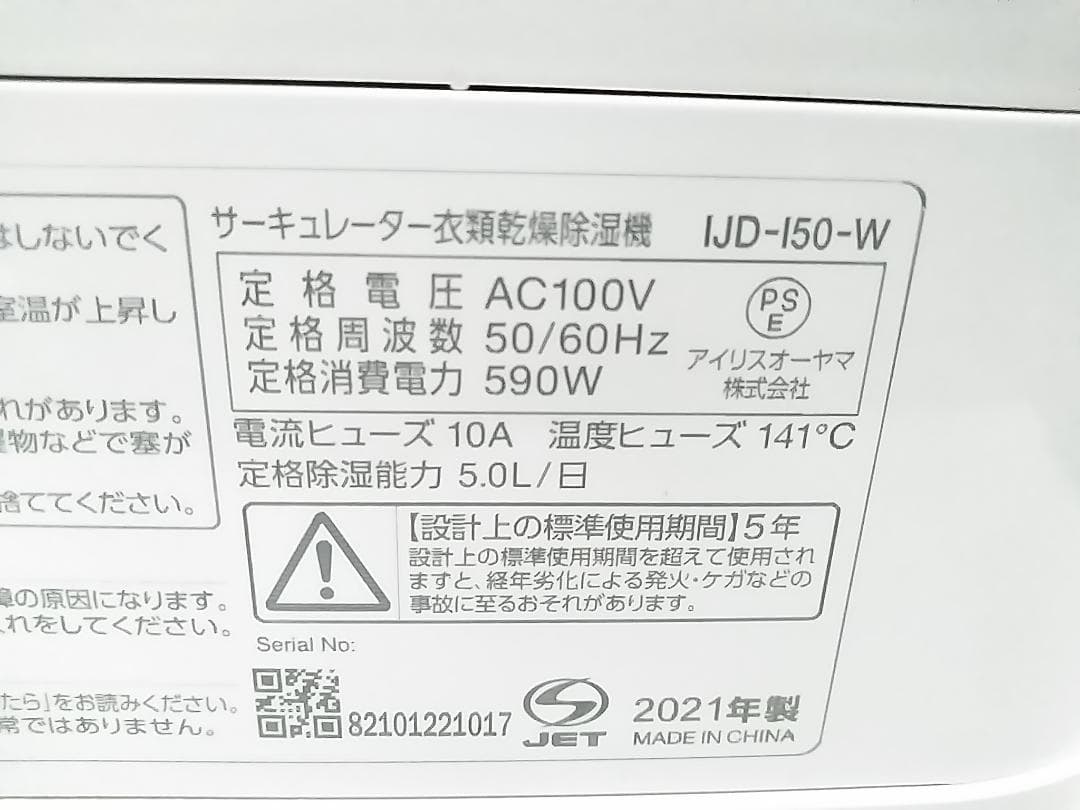 はしないでく
室温が上昇し
れがあります。
物などで塞が
捨ててください。
障の原因になります。
れをしてください。
たら」をお読みください。
常ではありません。
サーキュレーター衣類乾燥除湿機 IJD-I50-W
定格電圧 AC100V
定格周波数 50/60Hz
定格消費電力 590W
PS
E
アイリスオーヤマ
株式会社
電流ヒューズ 10A 温度ヒューズ 141℃
定格除湿能力 5.0L/日
【設計上の標準使用期間】5年
設計上の標準使用期間を超えて使用され
ますと、経年劣化による発火・ケガなどの
事故に至るおそれがあります。
Serial No:
82101221017
JET
2021年製
MADE IN CHINA